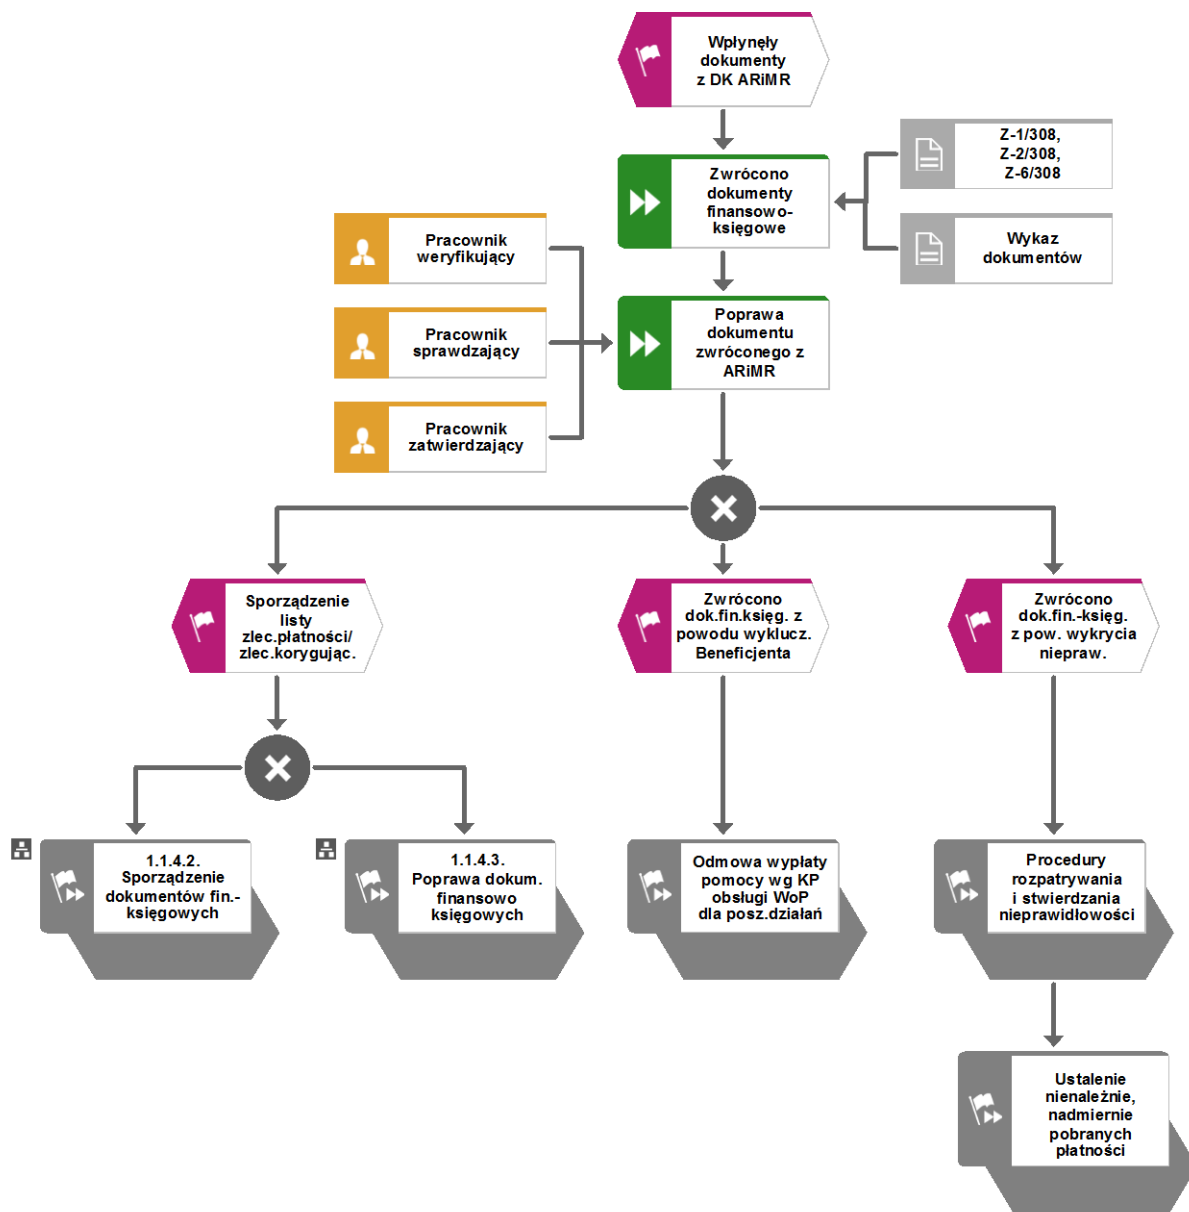 Wpłynęły
dokumenty
z DK ARiMR
Z-1/308,
Z-2/308,
Z-6/308
Zwrócono
dokumenty
finansowo-
księgowe
Wykaz
dokumentów
Pracownik
weryfikujący
Pracownik
sprawdzający
Pracownik
zatwierdzający
Poprawa
dokumentu
zwróconego z
ARiMR
Sporządzenie
listy
zlec.płatności/
zlec.korygując.
Zwrócono
dok.fin.księg. z
powodu wyklucz.
Beneficjenta
Zwrócono
dok.fin.-księg.
z pow. wykrycia
niepraw.
1.1.4.2.
Sporządzenie
dokumentów fin.-
księgowych
1.1.4.3.
Poprawa dokum.
finansowo
księgowych
Odmowa wypłaty
pomocy wg KP
obsługi WoP
dla posz.działań
Procedury
rozpatrywania
i stwierdzania
nieprawidłowości
Ustalenie
nienależnie,
nadmiernie
pobranych
płatności